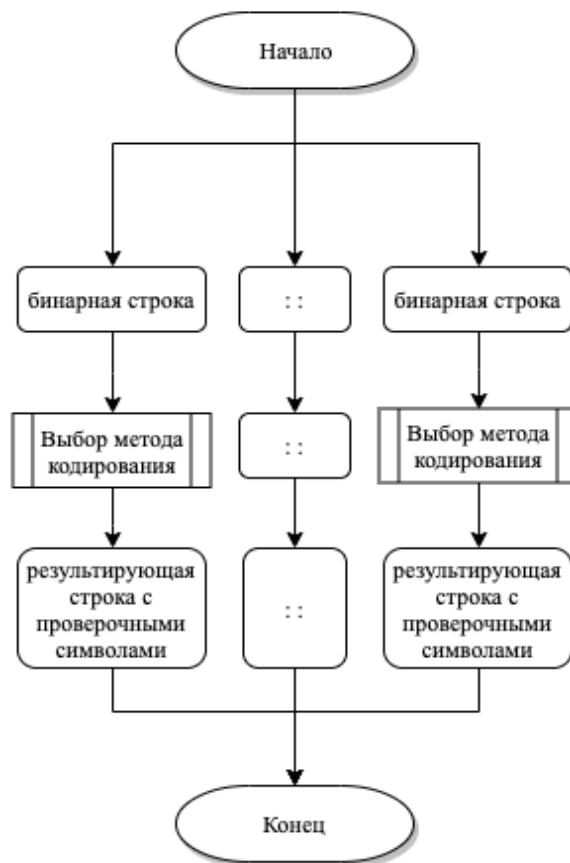 Начало
бинарная строка
: :
бинарная строка
Выбор метода
кодирования
: :
Выбор метода
кодирования
результирующая
строка с
проверочными
символами
: :
результирующая
строка с
проверочными
символами
Конец